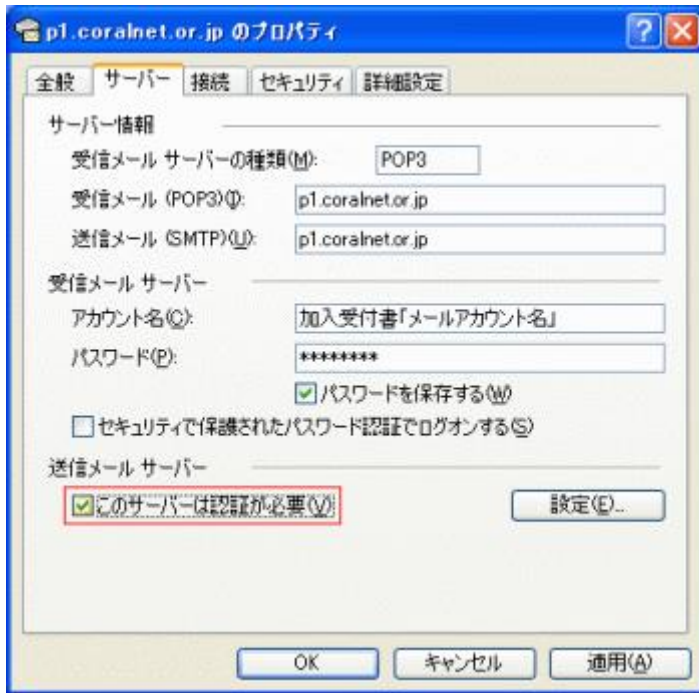 p1.coralnet.or.jp のプロパティ
全般 サーバー 接続 セキュリティ 詳細設定
サーバー情報
受信メール サーバーの種類(M): POP3
受信メール (POP3)(I): p1.coralnet.or.jp
送信メール (SMTP)(U): p1.coralnet.or.jp
受信メール サーバー
アカウント名(C): 加入受付書「メールアカウント名」
パスワード(P): ********
パスワードを保存する(W)
セキュリティで保護されたパスワード認証でログオンする(S)
送信メール サーバー
このサーバーは認証が必要(V) 設定(E)...
OK キャンセル 適用(A)